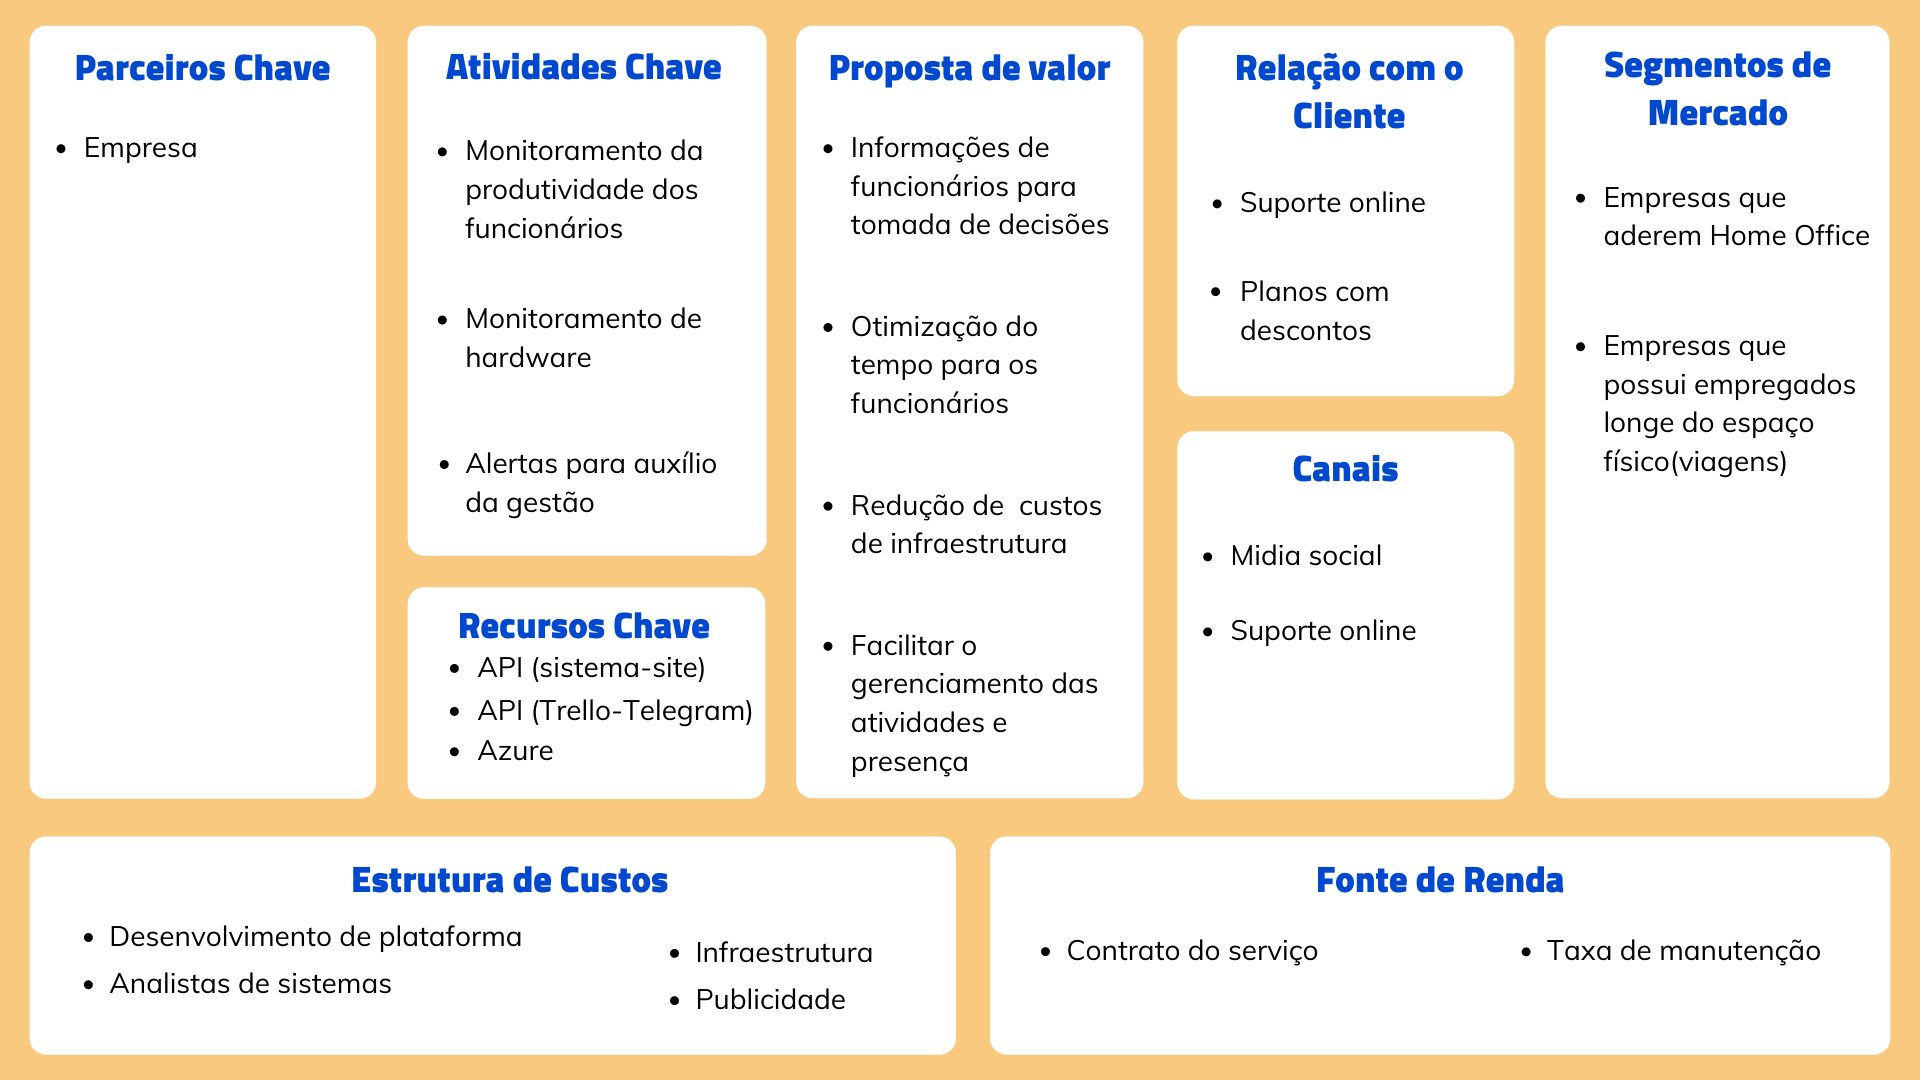 Parceiros Chave
• Empresa
Atividades Chave
• Monitoramento da
produtividade dos
funcionários
• Monitoramento de
hardware
• Alertas para auxílio
da gestão
Recursos Chave
• API (sistema-site)
• API (Trello-Telegram)
• Azure
Proposta de valor
• Informações de
funcionários para
tomada de decisões
• Otimização do
tempo para os
funcionários
• Redução de  custos
de infraestrutura
• Facilitar o
gerenciamento das
atividades e
presença
Relação com o
Cliente
• Suporte online
• Planos com
descontos
Canais
• Midia social
• Suporte online
Segmentos de
Mercado
• Empresas que
aderem Home Office
• Empresas que
possui empregados
longe do espaço
físico(viagens)
Estrutura de Custos
• Desenvolvimento de plataforma
• Analistas de sistemas
• Infraestrutura
• Publicidade
Fonte de Renda
• Contrato do serviço
• Taxa de manutenção